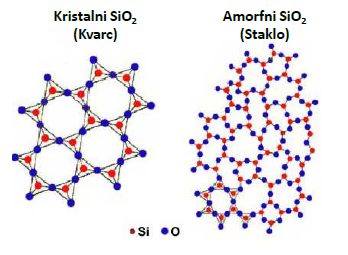 Kristalni SiO₂
(Kvarc)
Amorfni SiO₂
(Staklo)
Si O